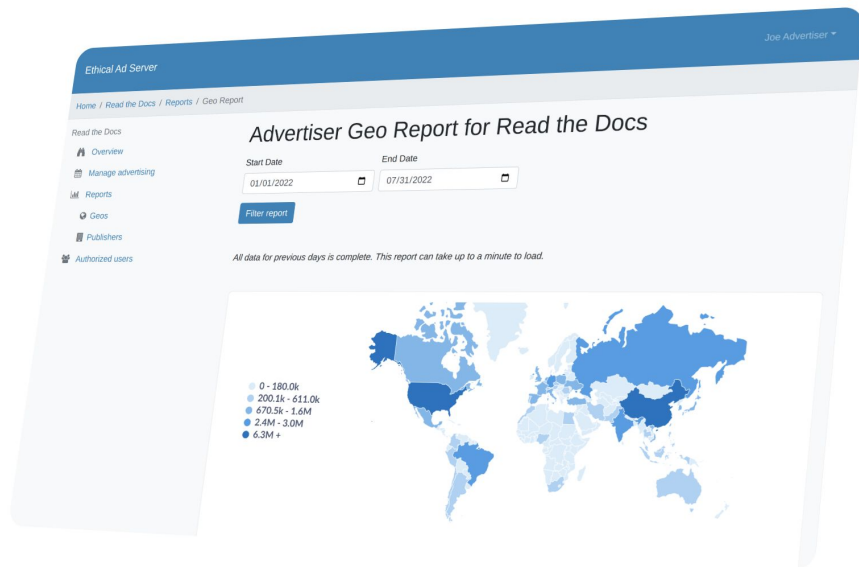 Ethical Ad Server
Joe Advertiser
Home / Read the Docs / Reports / Geo Report
Read the Docs
Overview
Manage advertising
Reports
Geos
Publishers
Authorized users
Advertiser Geo Report for Read the Docs
Start Date
End Date
01/01/2022
07/31/2022
Filter report
All data for previous days is complete. This report can take up to a minute to load.
0 - 180.0k
200.1k - 611.0k
670.5k - 1.6M
2.4M - 3.0M
6.3M +